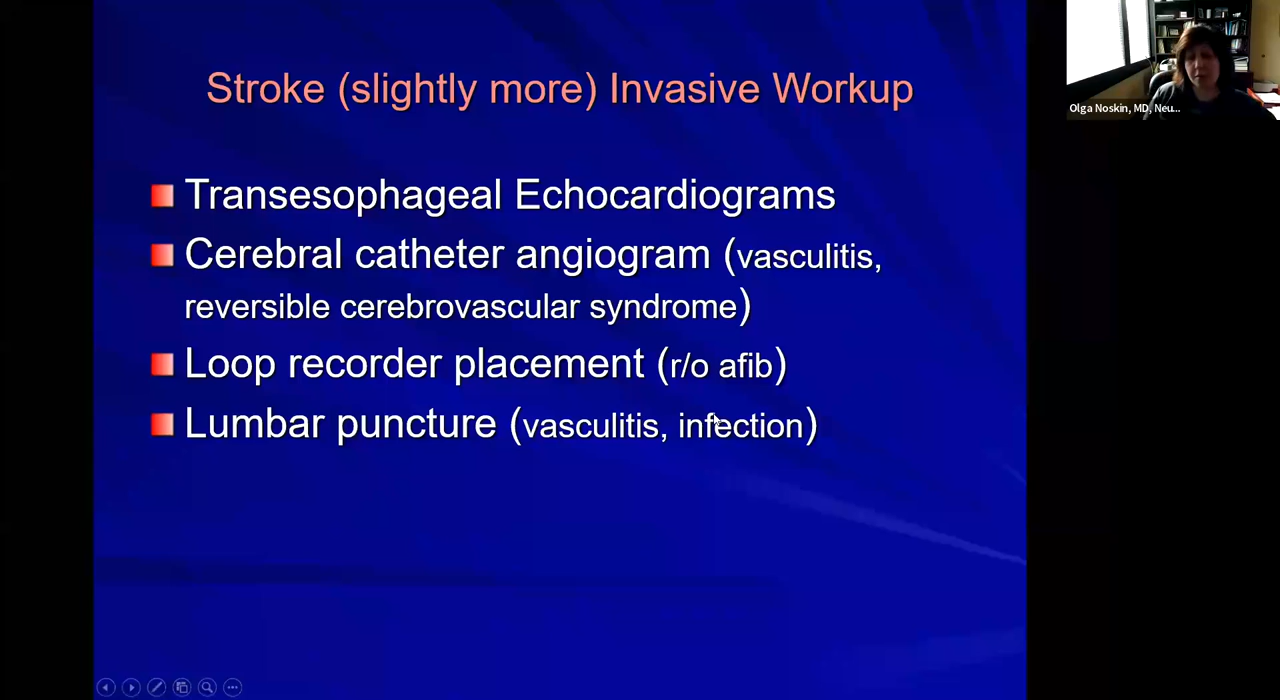 Stroke (slightly more) Invasive Workup
Transesophageal Echocardiograms
Cerebral catheter angiogram (vasculitis,
reversible cerebrovascular syndrome)
Loop recorder placement (r/o afib)
Lumbar puncture (vasculitis, infection)
Olga Noskin, MD, Neu...